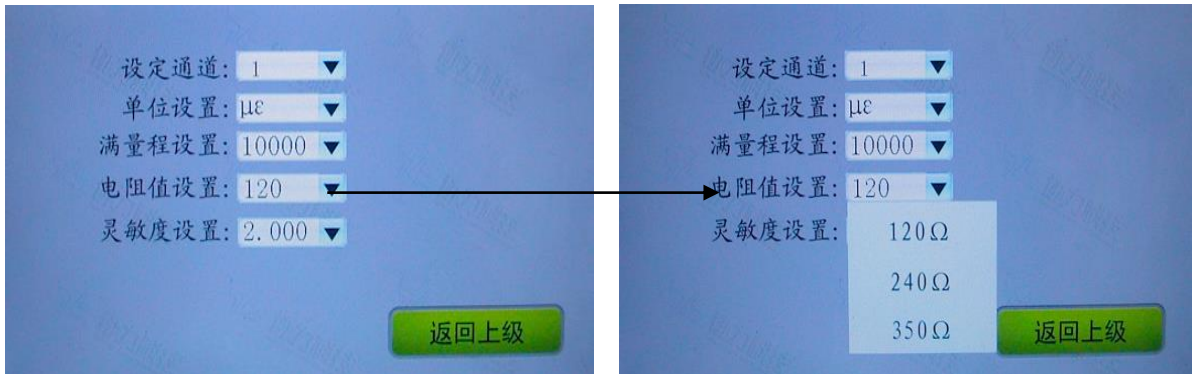 设定通道: 1
单位设置: με
满量程设置: 10000
电阻值设置: 120
灵敏度设置: 2.000
返回上级
设定通道: 1
单位设置: με
满量程设置: 10000
电阻值设置: 120
灵敏度设置:
120Ω
240Ω
350Ω
返回上级